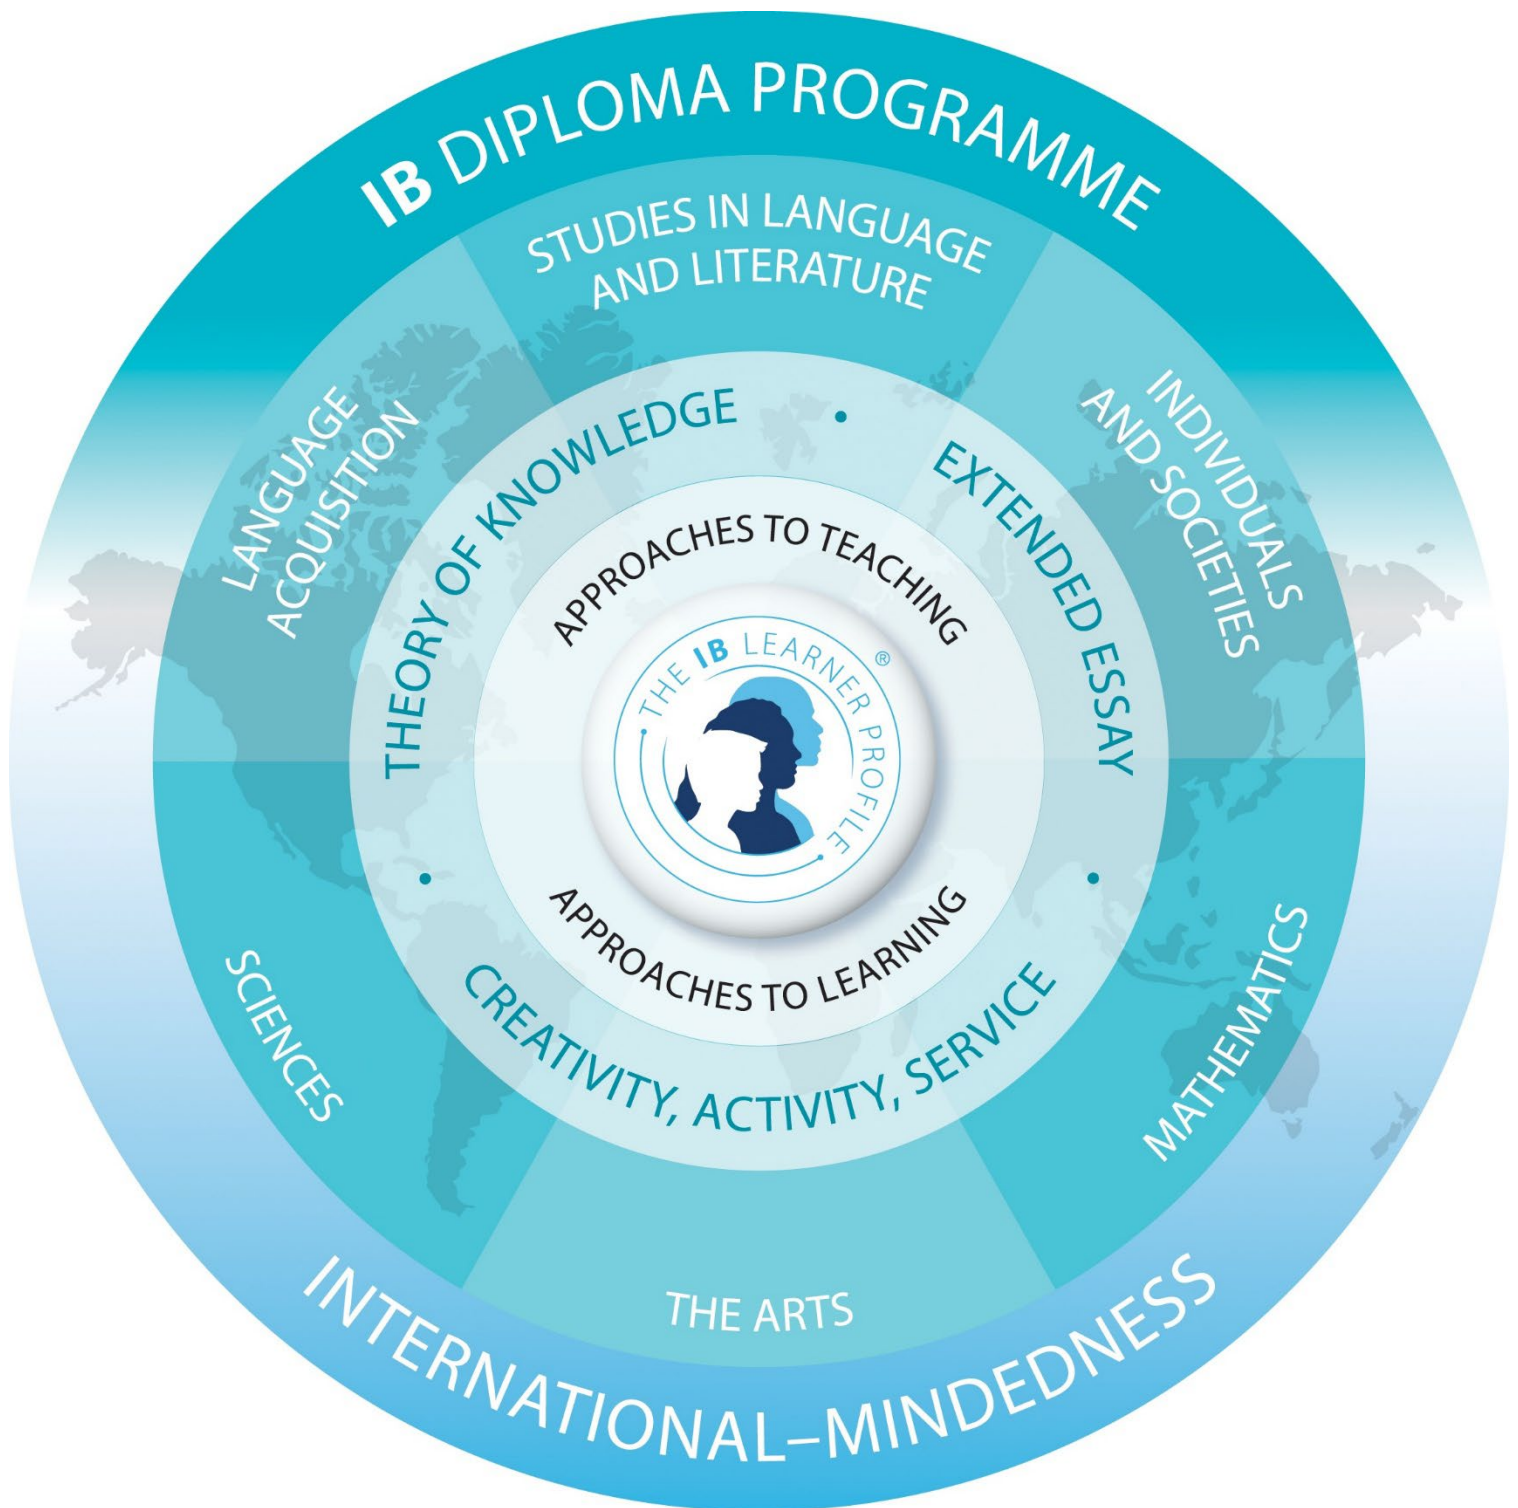 IB DIPLOMA PROGRAMME
STUDIES IN LANGUAGE
AND LITERATURE
LANGUAGE
ACQUISITION
INDIVIDUALS
AND SOCIETIES
THEORY OF KNOWLEDGE
•
EXTENDED ESSAY
APPROACHES TO TEACHING
THE IB LEARNER PROFILE
®
APPROACHES TO LEARNING
•
CREATIVITY, ACTIVITY, SERVICE
•
SCIENCES
MATHEMATICS
THE ARTS
INTERNATIONAL–MINDEDNESS